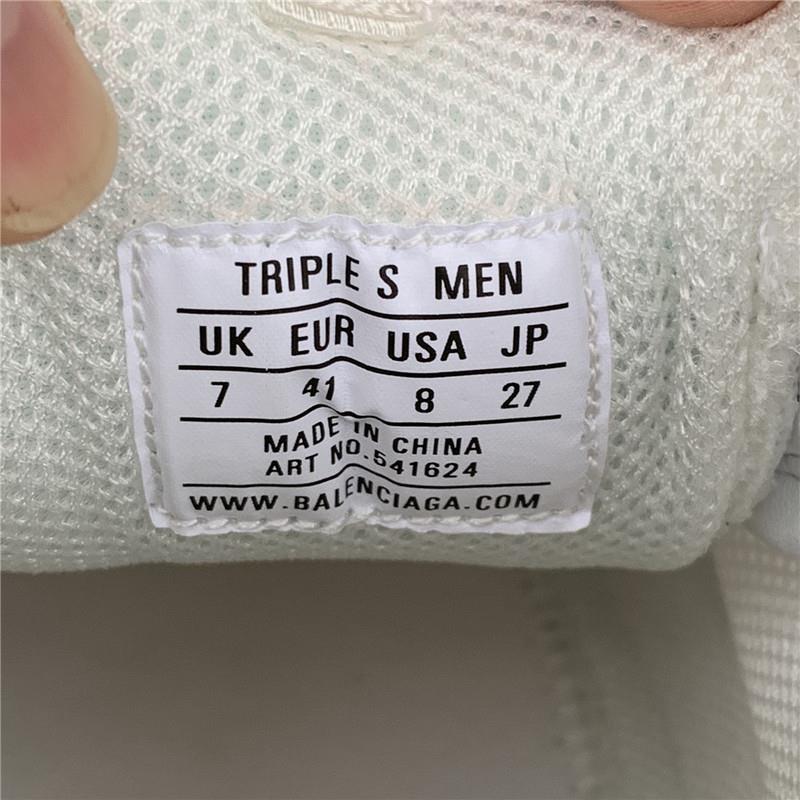 TRIPLE S MEN
UK EUR USA JP
7 41 8 27
MADE IN CHINA
ART NO.541624
WWW.BALENCIAGA.COM